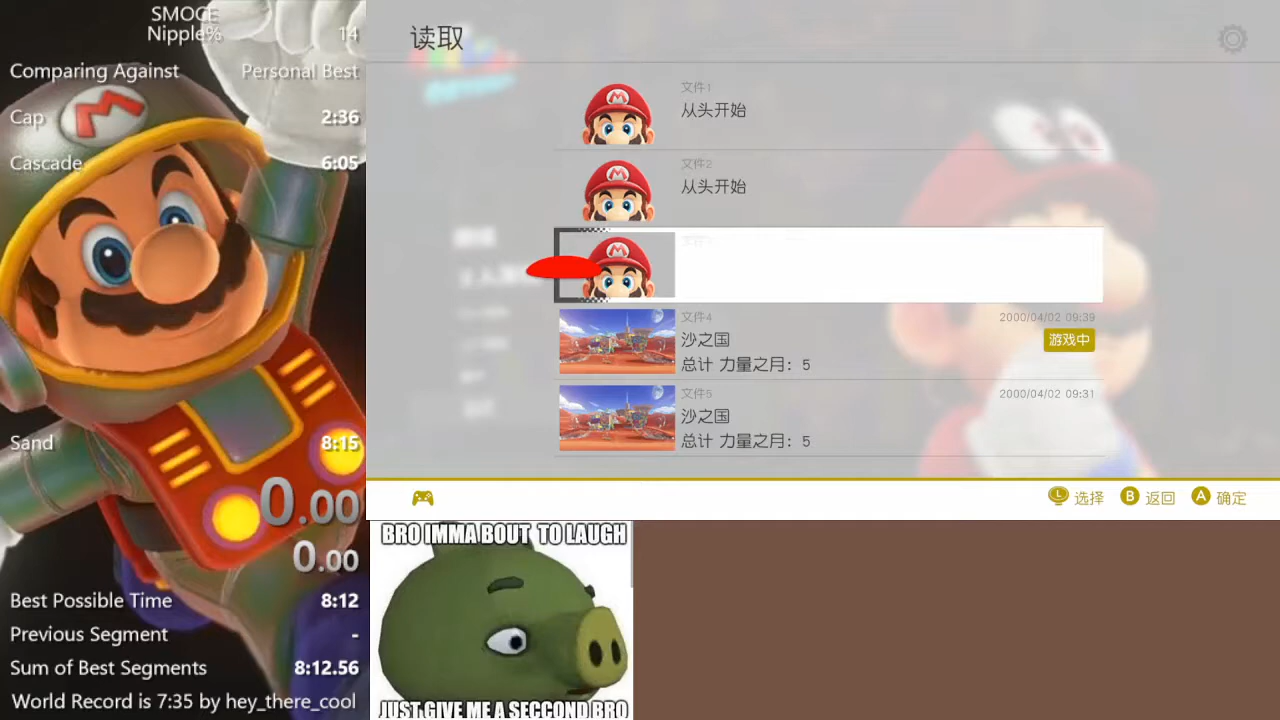 SMOCE
Nipple%
14
Comparing Against Personal Best
Cap 2:36
Cascade 6:05
Sand 8:15
0.00
0.00
Best Possible Time 8:12
Previous Segment -
Sum of Best Segments 8:12.56
World Record is 7:35 by hey_there_cool
读取
文件1
从头开始
文件2
从头开始
文件4 2000/04/02 09:39
沙之国 游戏中
总计 力量之月: 5
文件5 2000/04/02 09:31
沙之国
总计 力量之月: 5
L 选择 B 返回 A 确定
BRO IMMA BOUT TO LAUGH
JUST GIVE ME A SECCOND BRO